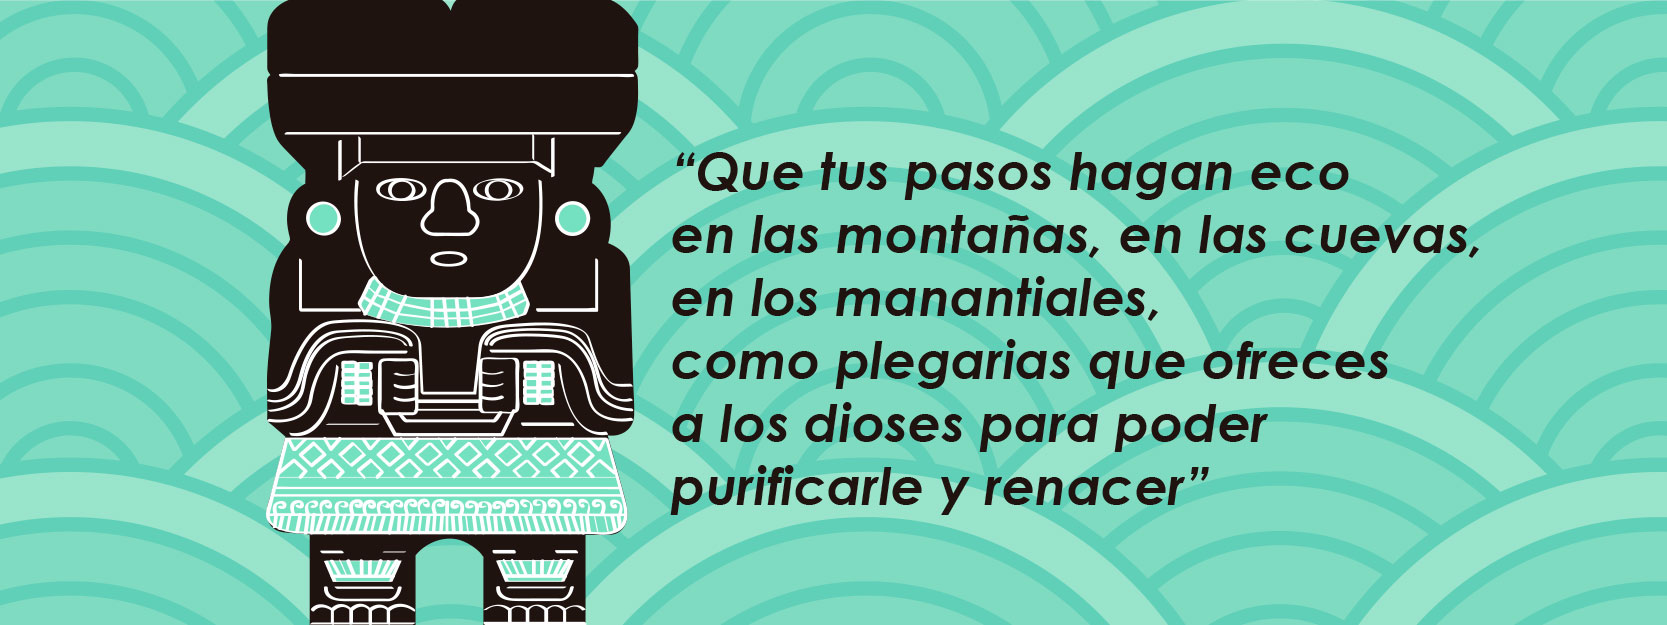 “Que tus pasos hagan eco
en las montañas, en las cuevas,
en los manantiales,
como plegarias que ofreces
a los dioses para poder
purificarle y renacer”